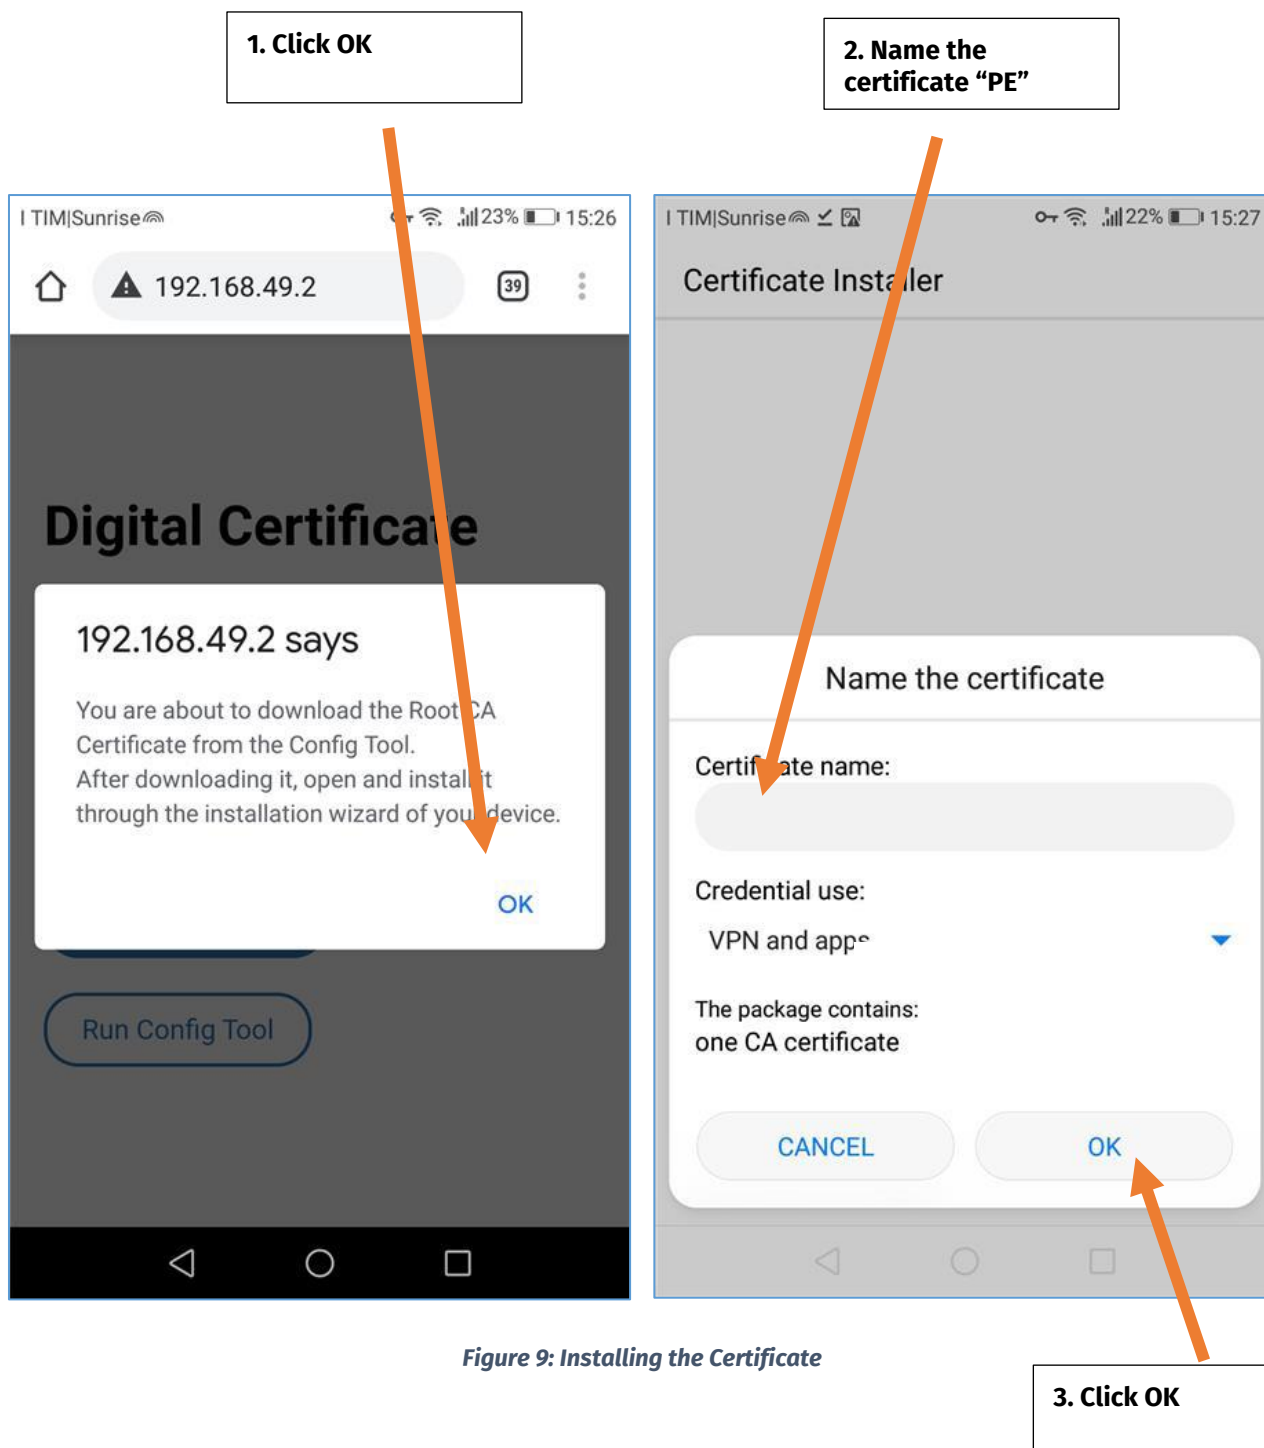 1. Click OK
2. Name the
certificate “PE”
I TIM|Sunrise 23% 15:26
192.168.49.2 39
Digital Certificate
192.168.49.2 says
You are about to download the Root CA
Certificate from the Config Tool.
After downloading it, open and install it
through the installation wizard of your device.
OK
Run Config Tool
I TIM|Sunrise 22% 15:27
Certificate Installer
Name the certificate
Certificate name:
Credential use:
VPN and apps
The package contains:
one CA certificate
CANCEL OK
Figure 9: Installing the Certificate
3. Click OK